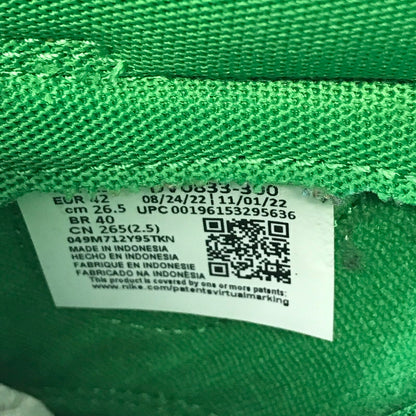 DV0833-300
EUR 42 08/24/22 | 11/01/22
cm 26.5 UPC 00196153295636
BR 40
CN 265(2.5)
049M712Y95TKN
MADE IN INDONESIA
HECHO EN INDONESIA
FABRIQUE EN INDONESIE
FABRICADO NA INDONESIA
This product is covered by one or more patents.
www.nike.com/patentsvirtualmarking